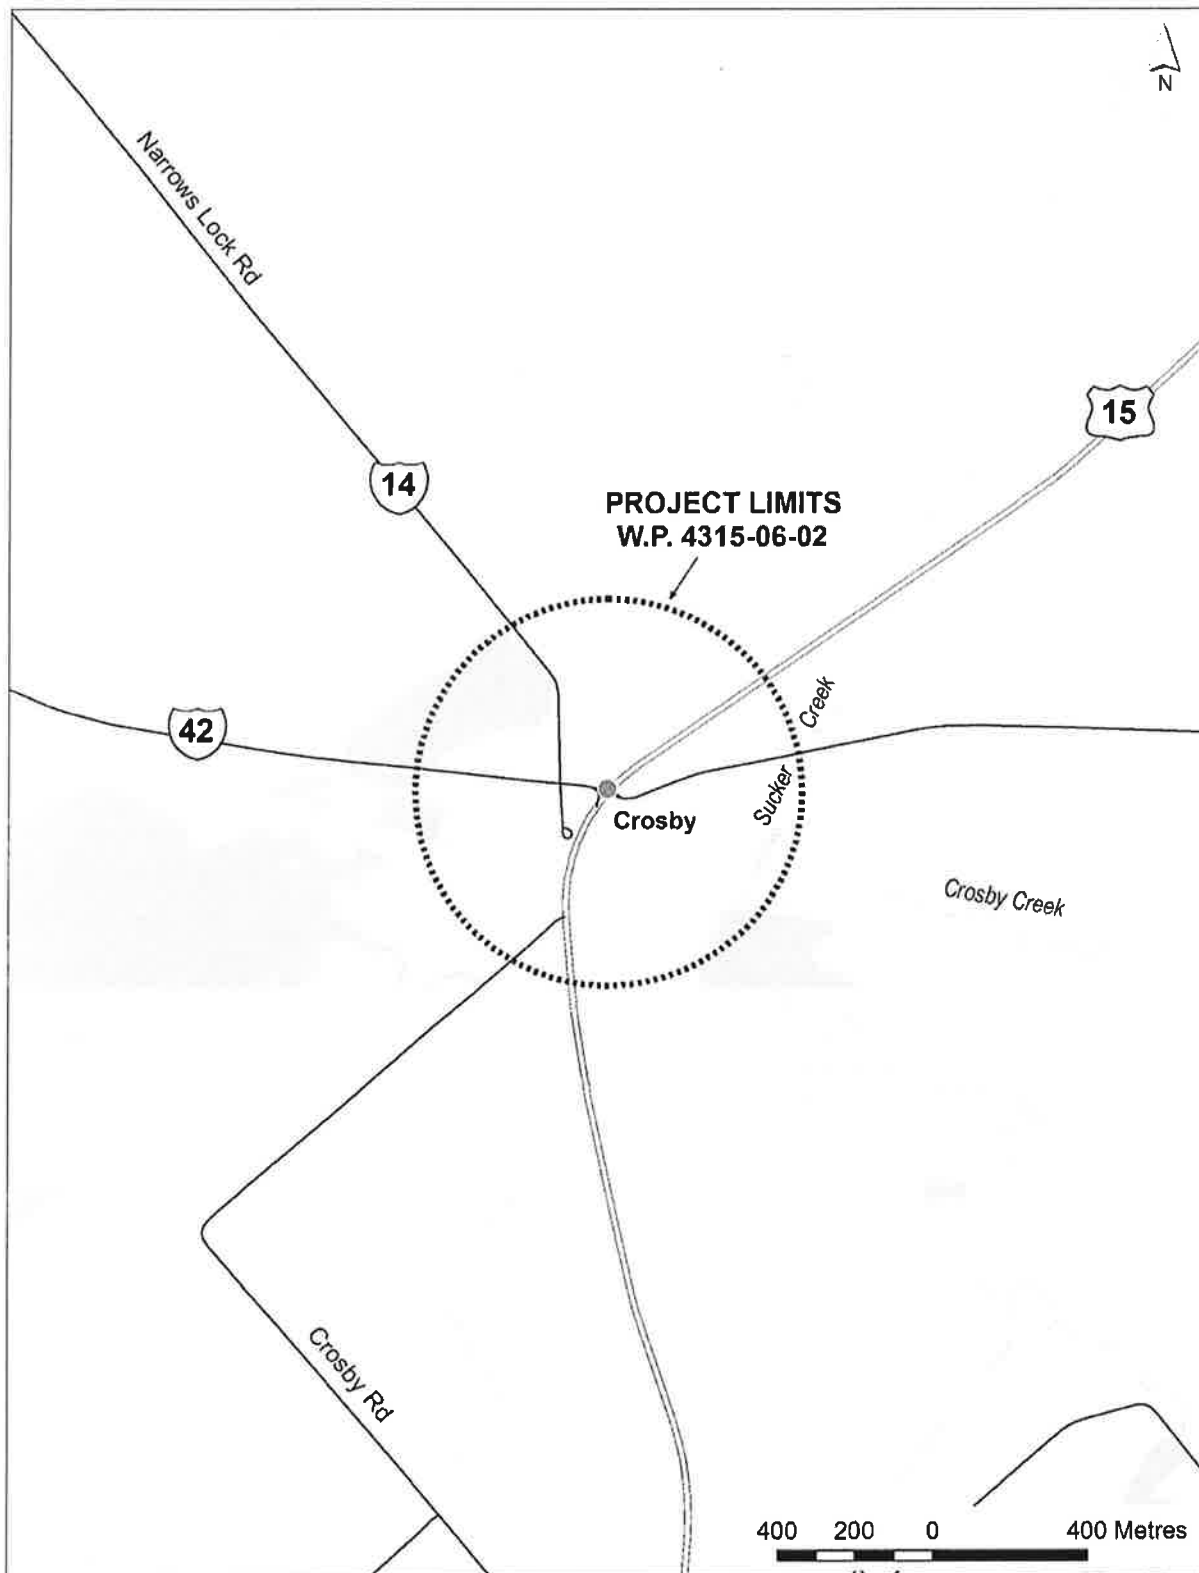 N
Narrows Lock Rd
15
14
PROJECT LIMITS
W.P. 4315-06-02
42
Sucker Creek
Crosby
Crosby Creek
Crosby Rd
400 200 0 400 Metres